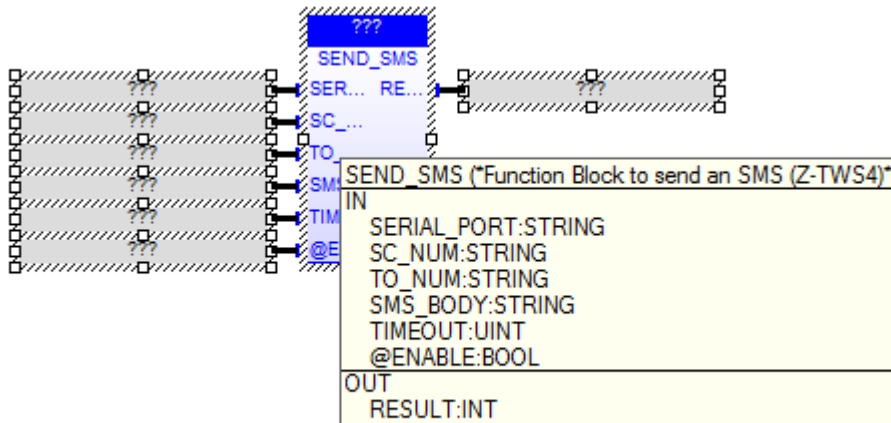 ???
SEND_SMS
??? SER... RE... ???
??? SC_...
??? TO_
??? SMS
??? TIM
??? @E
SEND_SMS (*Function Block to send an SMS (Z-TWS4)*
IN
SERIAL_PORT:STRING
SC_NUM:STRING
TO_NUM:STRING
SMS_BODY:STRING
TIMEOUT:UINT
@ENABLE:BOOL
OUT
RESULT:INT